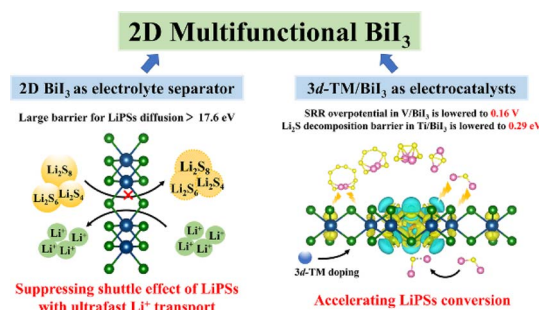 2D Multifunctional BiI₃
2D BiI₃ as electrolyte separator
Large barrier for LiPSs diffusion > 17.6 eV
Li₂S₈
Li₂S₆
Li₂S₄
Li₂S₈
Li₂S₆
Li₂S₄
Li⁺
Li⁺
Li⁺ Li⁺
Li⁺
Li⁺
Li⁺ Li⁺
Suppressing shuttle effect of LiPSs
with ultrafast Li⁺ transport
3d-TM/BiI₃ as electrocatalysts
SRR overpotential in V/BiI₃ is lowered to 0.16 V
Li₂S decomposition barrier in Ti/BiI₃ is lowered to 0.29 eV
3d-TM doping
Accelerating LiPSs conversion